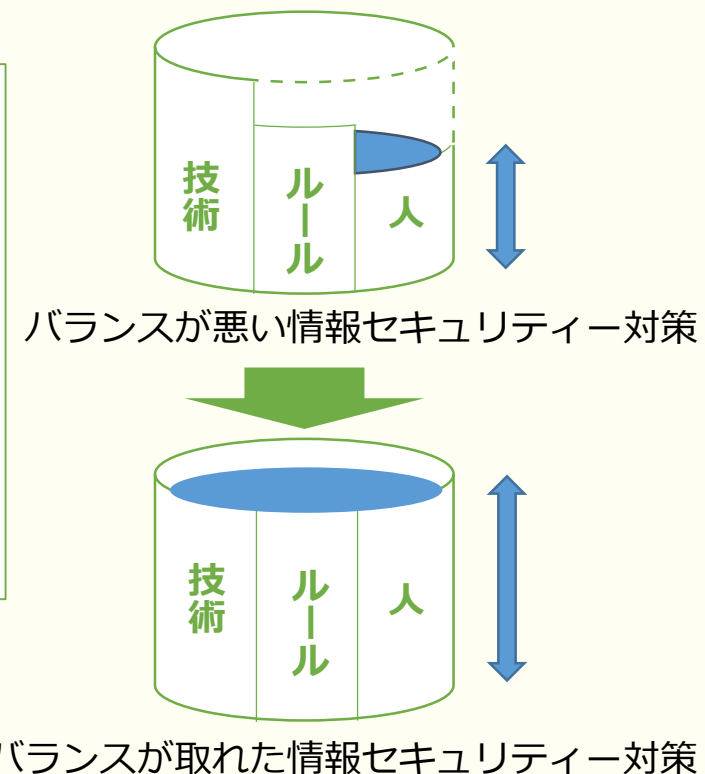 技術
ルール
人
バランスが悪い情報セキュリティー対策
技術
ルール
人
バランスが取れた情報セキュリティー対策